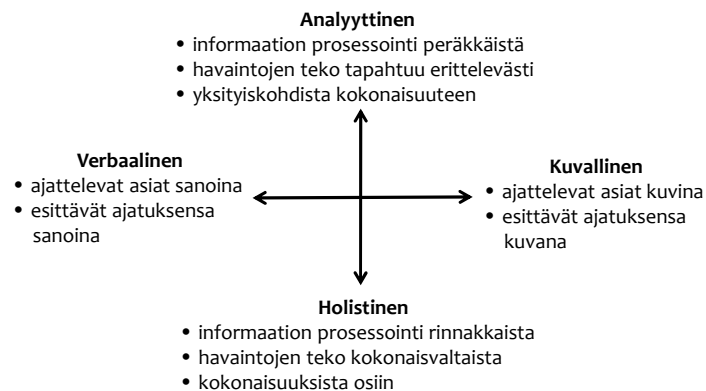 Analyyttinen
• informaation prosessointi peräkkäistä
• havaintojen teko tapahtuu erittelevästi
• yksityiskohdista kokonaisuuteen
Verbaalinen
• ajattelevat asiat sanoina
• esittävät ajatuksensa
sanoina
Kuvallinen
• ajattelevat asiat kuvina
• esittävät ajatuksensa
kuvana
Holistinen
• informaation prosessointi rinnakkaista
• havaintojen teko kokonaisvaltaista
• kokonaisuuksista osiin